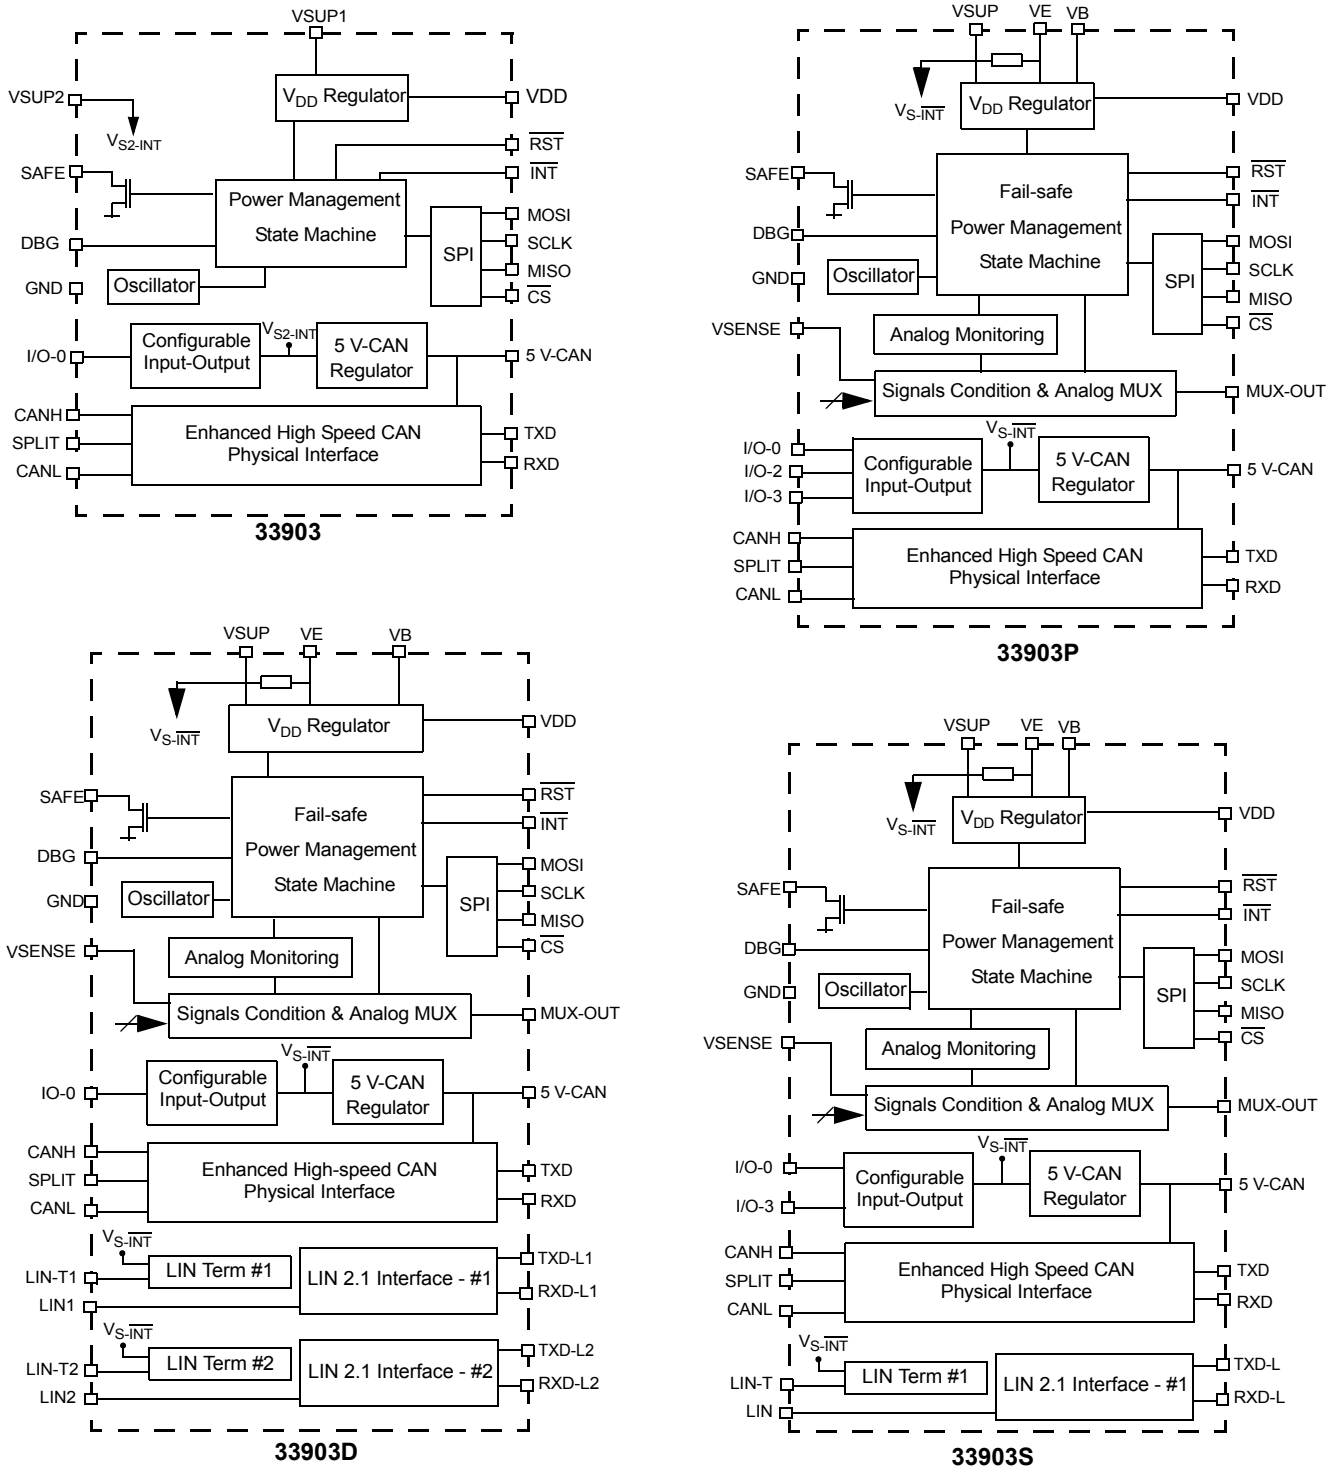 VSUP1
VSUP2
VS2-INT
VDD Regulator
VDD
RST
INT
SAFE
Power Management
State Machine
DBG
GND
Oscillator
SPI
MOSI
SCLK
MISO
CS
I/O-0
Configurable
Input-Output
VS2-INT
5 V-CAN
Regulator
5 V-CAN
CANH
SPLIT
CANL
Enhanced High Speed CAN
Physical Interface
TXD
RXD
33903
VSUP
VE
VB
VS-INT
VDD Regulator
VDD
SAFE
Fail-safe
Power Management
State Machine
RST
INT
DBG
GND
Oscillator
SPI
MOSI
SCLK
MISO
CS
VSENSE
Analog Monitoring
Signals Condition & Analog MUX
MUX-OUT
I/O-0
I/O-2
I/O-3
Configurable
Input-Output
VS-INT
5 V-CAN
Regulator
5 V-CAN
CANH
SPLIT
CANL
Enhanced High Speed CAN
Physical Interface
TXD
RXD
33903P
VSUP
VE
VB
VS-INT
VDD Regulator
VDD
SAFE
Fail-safe
Power Management
State Machine
RST
INT
DBG
GND
Oscillator
SPI
MOSI
SCLK
MISO
CS
VSENSE
Analog Monitoring
Signals Condition & Analog MUX
MUX-OUT
IO-0
Configurable
Input-Output
VS-INT
5 V-CAN
Regulator
5 V-CAN
CANH
SPLIT
CANL
Enhanced High-speed CAN
Physical Interface
TXD
RXD
VS-INT
LIN-T1
LIN Term #1
LIN1
LIN 2.1 Interface - #1
TXD-L1
RXD-L1
VS-INT
LIN-T2
LIN Term #2
LIN2
LIN 2.1 Interface - #2
TXD-L2
RXD-L2
33903D
VSUP
VE
VB
VS-INT
VDD Regulator
VDD
SAFE
Fail-safe
Power Management
State Machine
RST
INT
DBG
GND
Oscillator
SPI
MOSI
SCLK
MISO
CS
VSENSE
Analog Monitoring
Signals Condition & Analog MUX
MUX-OUT
I/O-0
I/O-3
Configurable
Input-Output
VS-INT
5 V-CAN
Regulator
5 V-CAN
CANH
SPLIT
CANL
Enhanced High Speed CAN
Physical Interface
TXD
RXD
VS-INT
LIN-T
LIN Term #1
LIN
LIN 2.1 Interface - #1
TXD-L
RXD-L
33903S